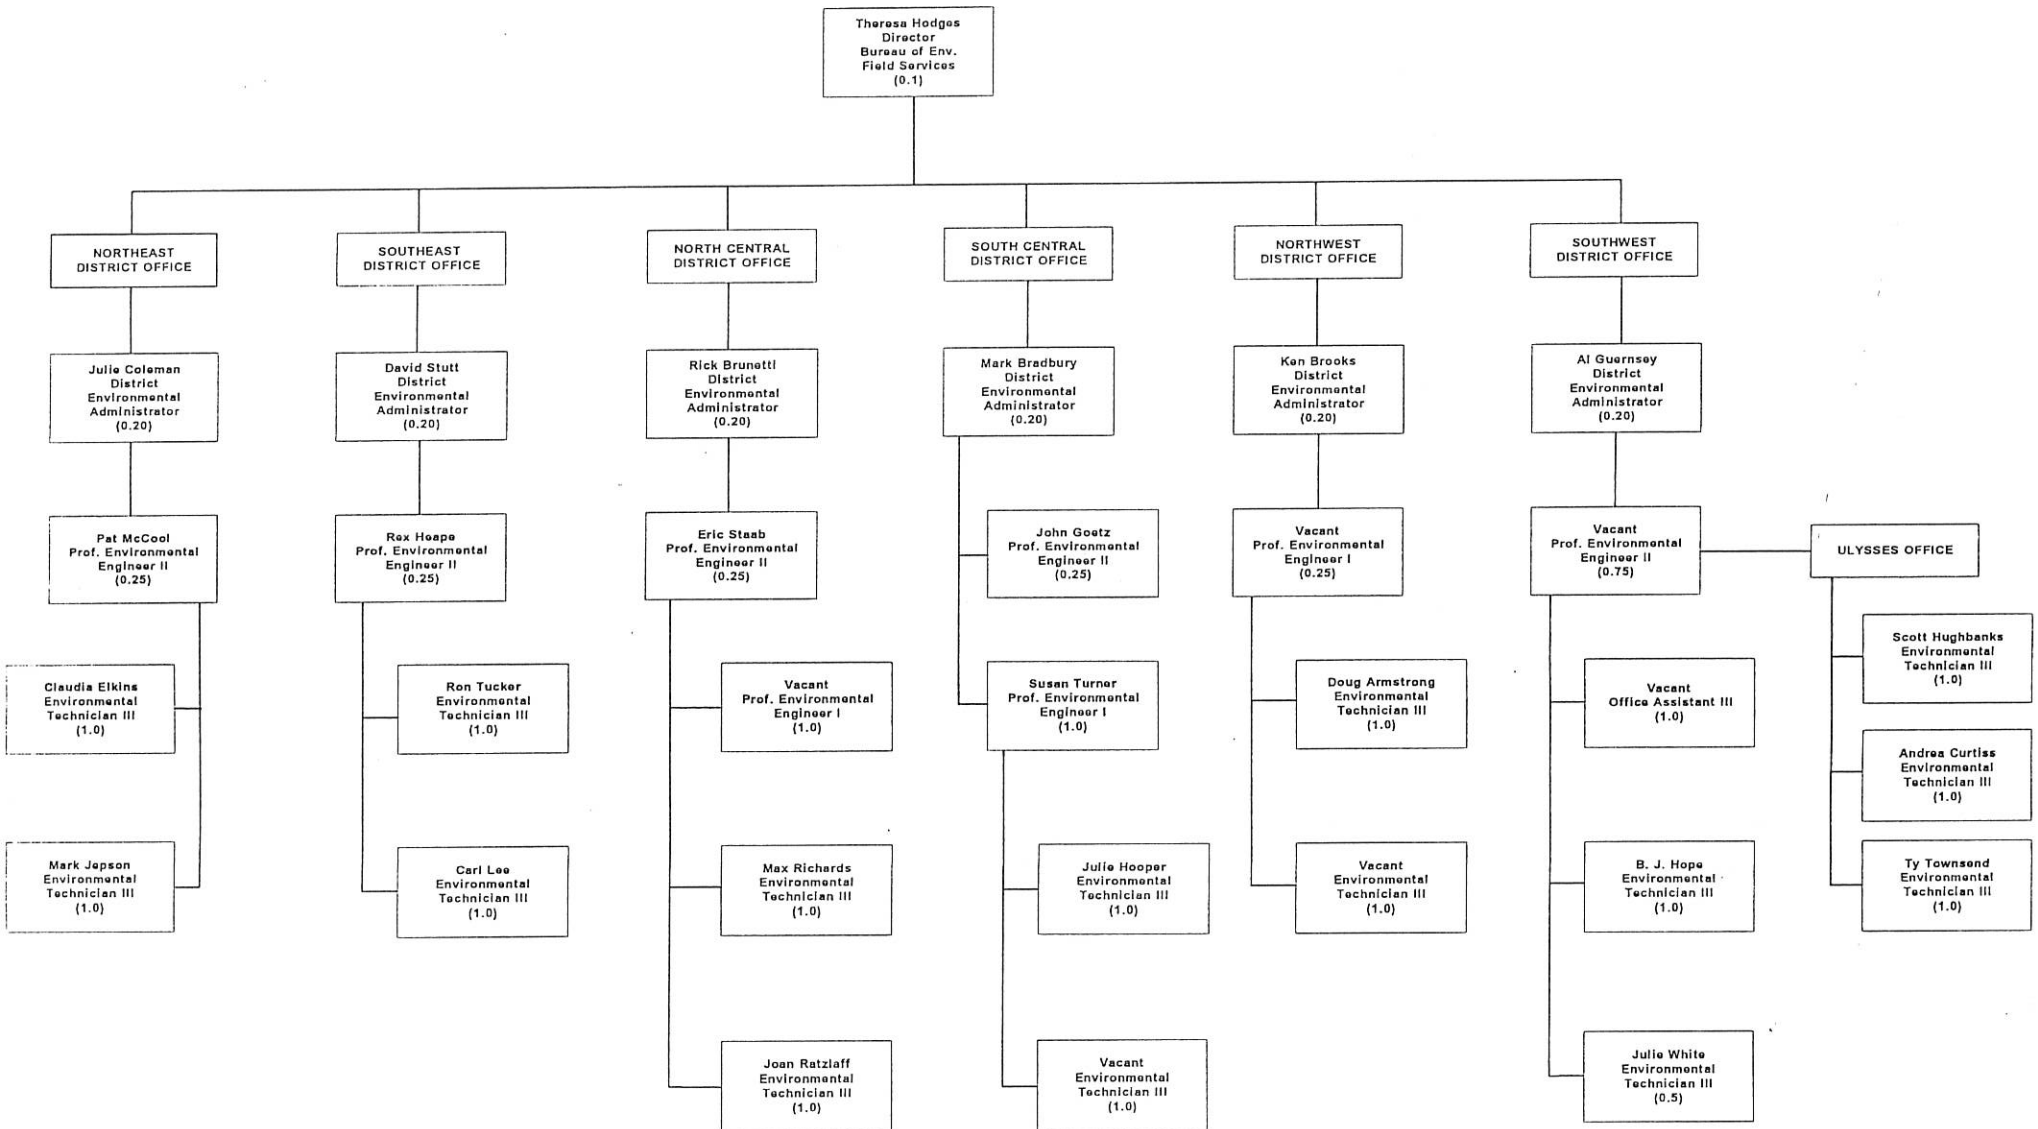 Theresa Hodges
Director
Bureau of Env.
Field Services
(0.1)
NORTHEAST
DISTRICT OFFICE
SOUTHEAST
DISTRICT OFFICE
NORTH CENTRAL
DISTRICT OFFICE
SOUTH CENTRAL
DISTRICT OFFICE
NORTHWEST
DISTRICT OFFICE
SOUTHWEST
DISTRICT OFFICE
Julie Coleman
District
Environmental
Administrator
(0.20)
David Stutt
District
Environmental
Administrator
(0.20)
Rick Brunetti
District
Environmental
Administrator
(0.20)
Mark Bradbury
District
Environmental
Administrator
(0.20)
Ken Brooks
District
Environmental
Administrator
(0.20)
Al Guernsey
District
Environmental
Administrator
(0.20)
Pat McCool
Prof. Environmental
Engineer II
(0.25)
Rex Heape
Prof. Environmental
Engineer II
(0.25)
Eric Staab
Prof. Environmental
Engineer II
(0.25)
John Goetz
Prof. Environmental
Engineer II
(0.25)
Vacant
Prof. Environmental
Engineer I
(0.25)
Vacant
Prof. Environmental
Engineer II
(0.75)
ULYSSES OFFICE
Claudia Elkins
Environmental
Technician III
(1.0)
Ron Tucker
Environmental
Technician III
(1.0)
Vacant
Prof. Environmental
Engineer I
(1.0)
Susan Turner
Prof. Environmental
Engineer I
(1.0)
Doug Armstrong
Environmental
Technician III
(1.0)
Vacant
Office Assistant III
(1.0)
Scott Hughbanks
Environmental
Technician III
(1.0)
Andrea Curtiss
Environmental
Technician III
(1.0)
Mark Jepson
Environmental
Technician III
(1.0)
Carl Lee
Environmental
Technician III
(1.0)
Max Richards
Environmental
Technician III
(1.0)
Julie Hooper
Environmental
Technician III
(1.0)
Vacant
Environmental
Technician III
(1.0)
B. J. Hope
Environmental
Technician III
(1.0)
Ty Townsend
Environmental
Technician III
(1.0)
Joan Ratzlaff
Environmental
Technician III
(1.0)
Vacant
Environmental
Technician III
(1.0)
Julie White
Environmental
Technician III
(0.5)